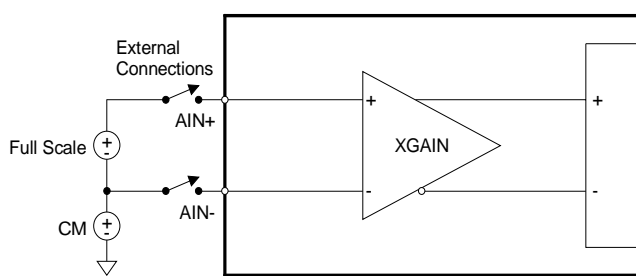 External
Connections
AIN+
Full Scale
+
-
AIN-
CM
+
-
+
-
XGAIN
+
-